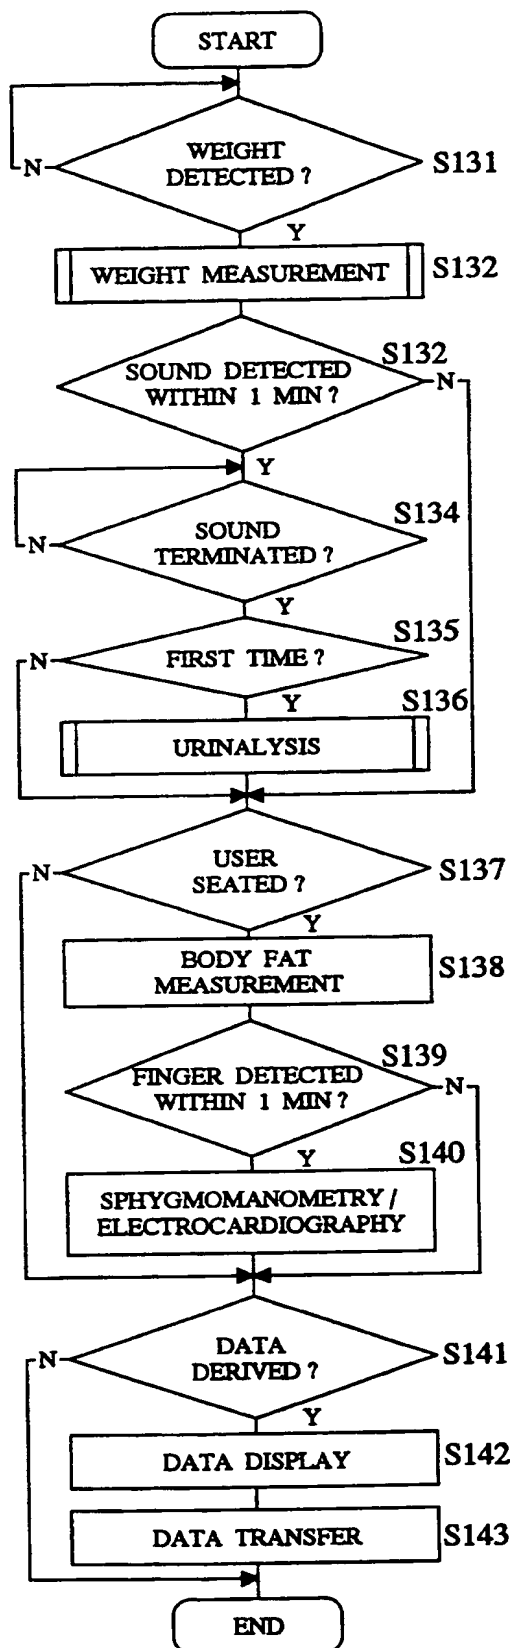 START
WEIGHT
DETECTED ?
S131
N
Y
WEIGHT MEASUREMENT
S132
S132
SOUND DETECTED
WITHIN 1 MIN ?
N
Y
S134
SOUND
TERMINATED ?
N
Y
S135
FIRST TIME ?
N
Y
S136
URINALYSIS
USER
SEATED ?
S137
N
Y
BODY FAT
MEASUREMENT
S138
S139
FINGER DETECTED
WITHIN 1 MIN ?
N
Y
S140
SPHYGMOMANOMETRY /
ELECTROCARDIOGRAPHY
DATA
DERIVED ?
S141
N
Y
DATA DISPLAY
S142
DATA TRANSFER
S143
END